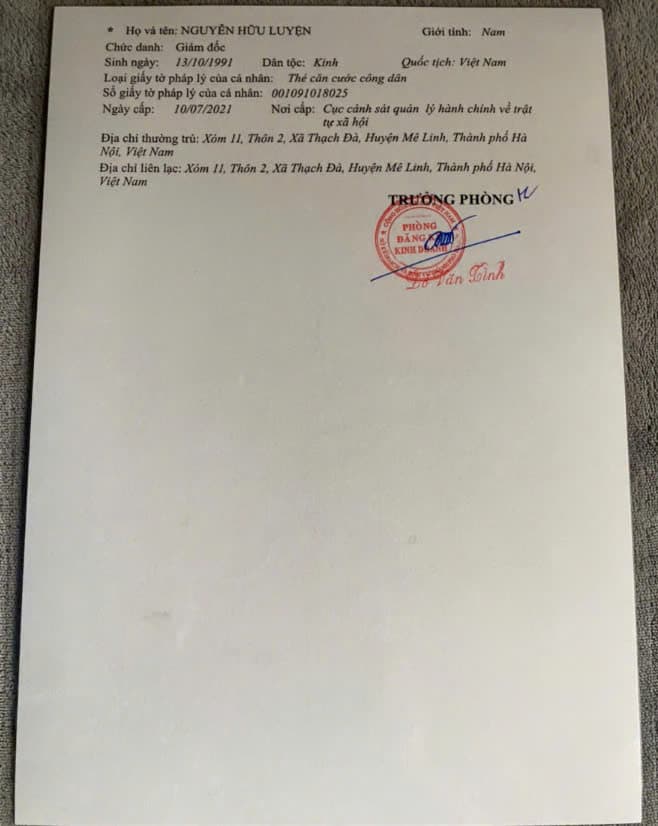 * Họ và tên: NGUYỄN HỮU LUYỆN Giới tính: Nam
Chức danh: Giám đốc
Sinh ngày: 13/10/1991 Dân tộc: Kinh Quốc tịch: Việt Nam
Loại giấy tờ pháp lý của cá nhân: Thẻ căn cước công dân
Số giấy tờ pháp lý của cá nhân: 001091018025
Ngày cấp: 10/07/2021 Nơi cấp: Cục cảnh sát quản lý hành chính về trật
tự xã hội
Địa chỉ thường trú: Xóm 11, Thôn 2, Xã Thạch Đà, Huyện Mê Linh, Thành phố Hà
Nội, Việt Nam
Địa chỉ liên lạc: Xóm 11, Thôn 2, Xã Thạch Đà, Huyện Mê Linh, Thành phố Hà Nội,
Việt Nam
TRƯỞNG PHÒNG
PHÒNG
ĐĂNG KÝ
KINH DOANH
Văn Tình